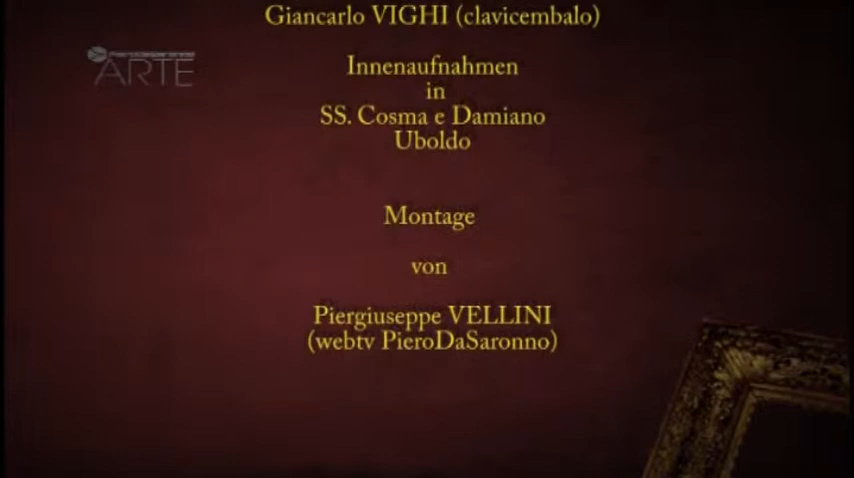 Giancarlo VIGHI (clavicembalo)
ARTE
Innenaufnahmen
in
SS. Cosma e Damiano
Uboldo
Montage
von
Piergiuseppe VELLINI
(webtv PieroDaSaronno)